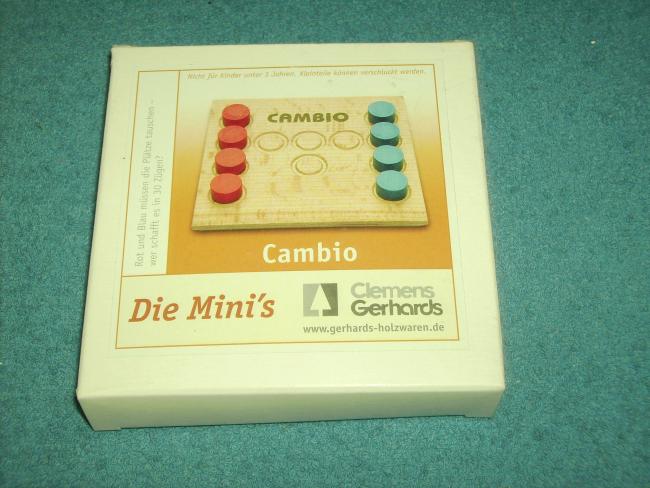 Nicht für Kinder unter 3 Jahren. Kleinteile können verschluckt werden.
CAMBIO
Rot und Blau müssen die Plätze tauschen –
wer schafft es in 30 Zügen?
Cambio
Die Mini's
Clemens
Gerhards
www.gerhards-holzwaren.de